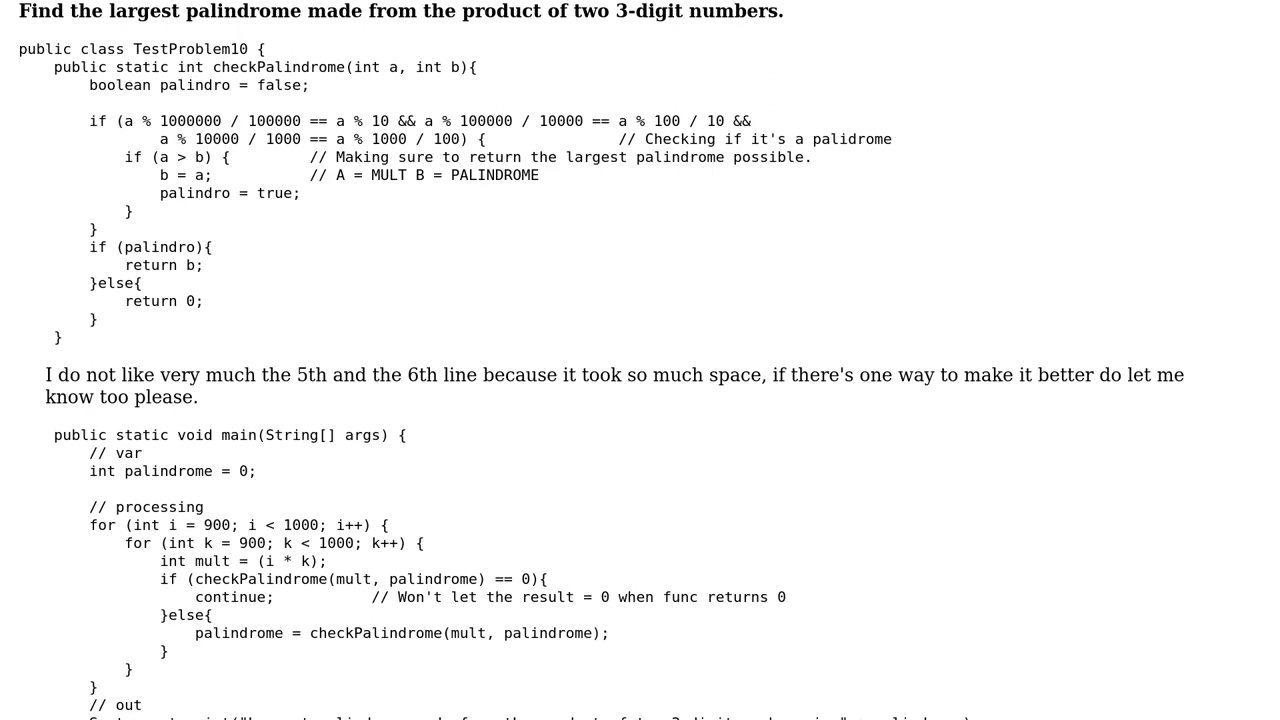 Find the largest palindrome made from the product of two 3-digit numbers.
public class TestProblem10 {
    public static int checkPalindrome(int a, int b){
        boolean palindro = false;

        if (a % 1000000 / 100000 == a % 10 && a % 100000 / 10000 == a % 100 / 10 &&
                a % 10000 / 1000 == a % 1000 / 100) {               // Checking if it's a palidrome
            if (a > b) {         // Making sure to return the largest palindrome possible.
                b = a;           // A = MULT B = PALINDROME
                palindro = true;
            }
        }
        if (palindro){
            return b;
        }else{
            return 0;
        }
    }
I do not like very much the 5th and the 6th line because it took so much space, if there's one way to make it better do let me
know too please.
    public static void main(String[] args) {
        // var
        int palindrome = 0;

        // processing
        for (int i = 900; i < 1000; i++) {
            for (int k = 900; k < 1000; k++) {
                int mult = (i * k);
                if (checkPalindrome(mult, palindrome) == 0){
                    continue;           // Won't let the result = 0 when func returns 0
                }else{
                    palindrome = checkPalindrome(mult, palindrome);
                }
            }
        }
        // out